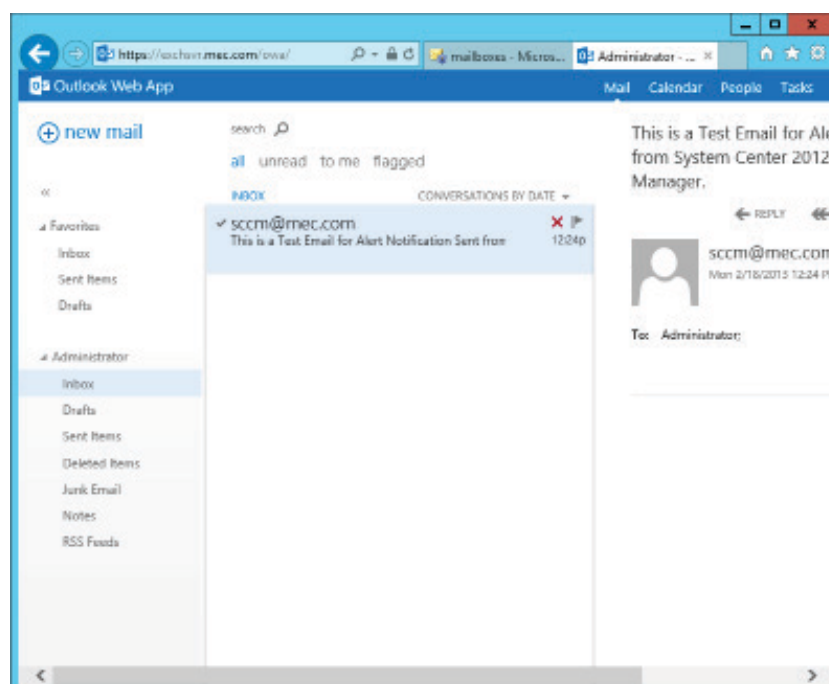 https://exchsvr.mec.com/owa/
mailboxes - Micros...
Administrator - ...
Outlook Web App
Mail Calendar People Tasks
new mail
search
all unread to me flagged
INBOX CONVERSATIONS BY DATE
sccm@mec.com
This is a Test Email for Alert Notification Sent from 12:24p
Favorites
Inbox
Sent Items
Drafts
Administrator
Inbox
Drafts
Sent Items
Deleted Items
Junk Email
Notes
RSS Feeds
This is a Test Email for Ale
from System Center 2012
Manager.
REPLY
sccm@mec.con
Mon 2/18/2013 12:24 P
To: Administrator;